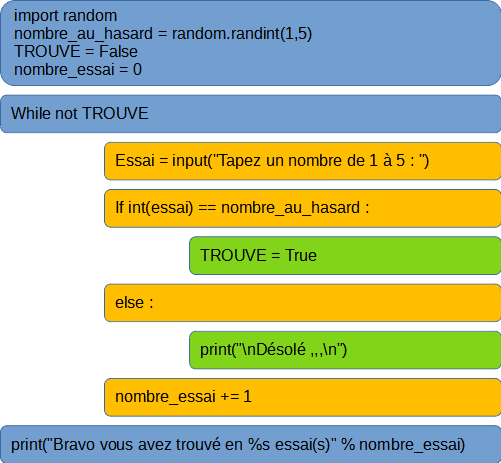 import random
nombre_au_hasard = random.randint(1,5)
TROUVE = False
nombre_essai = 0
While not TROUVE
Essai = input("Tapez un nombre de 1 à 5 : ")
If int(essai) == nombre_au_hasard :
TROUVE = True
else :
print("\nDésolé ,,,\n")
nombre_essai += 1
print("Bravo vous avez trouvé en %s essai(s)" % nombre_essai)